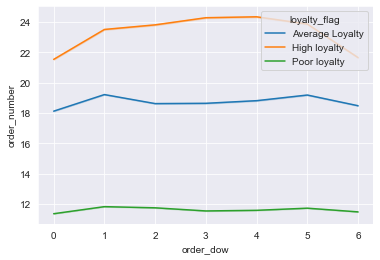 loyalty_flag
Average Loyalty
High loyalty
Poor loyalty
order_number
24
22
20
18
16
14
12
0 1 2 3 4 5 6
order_dow